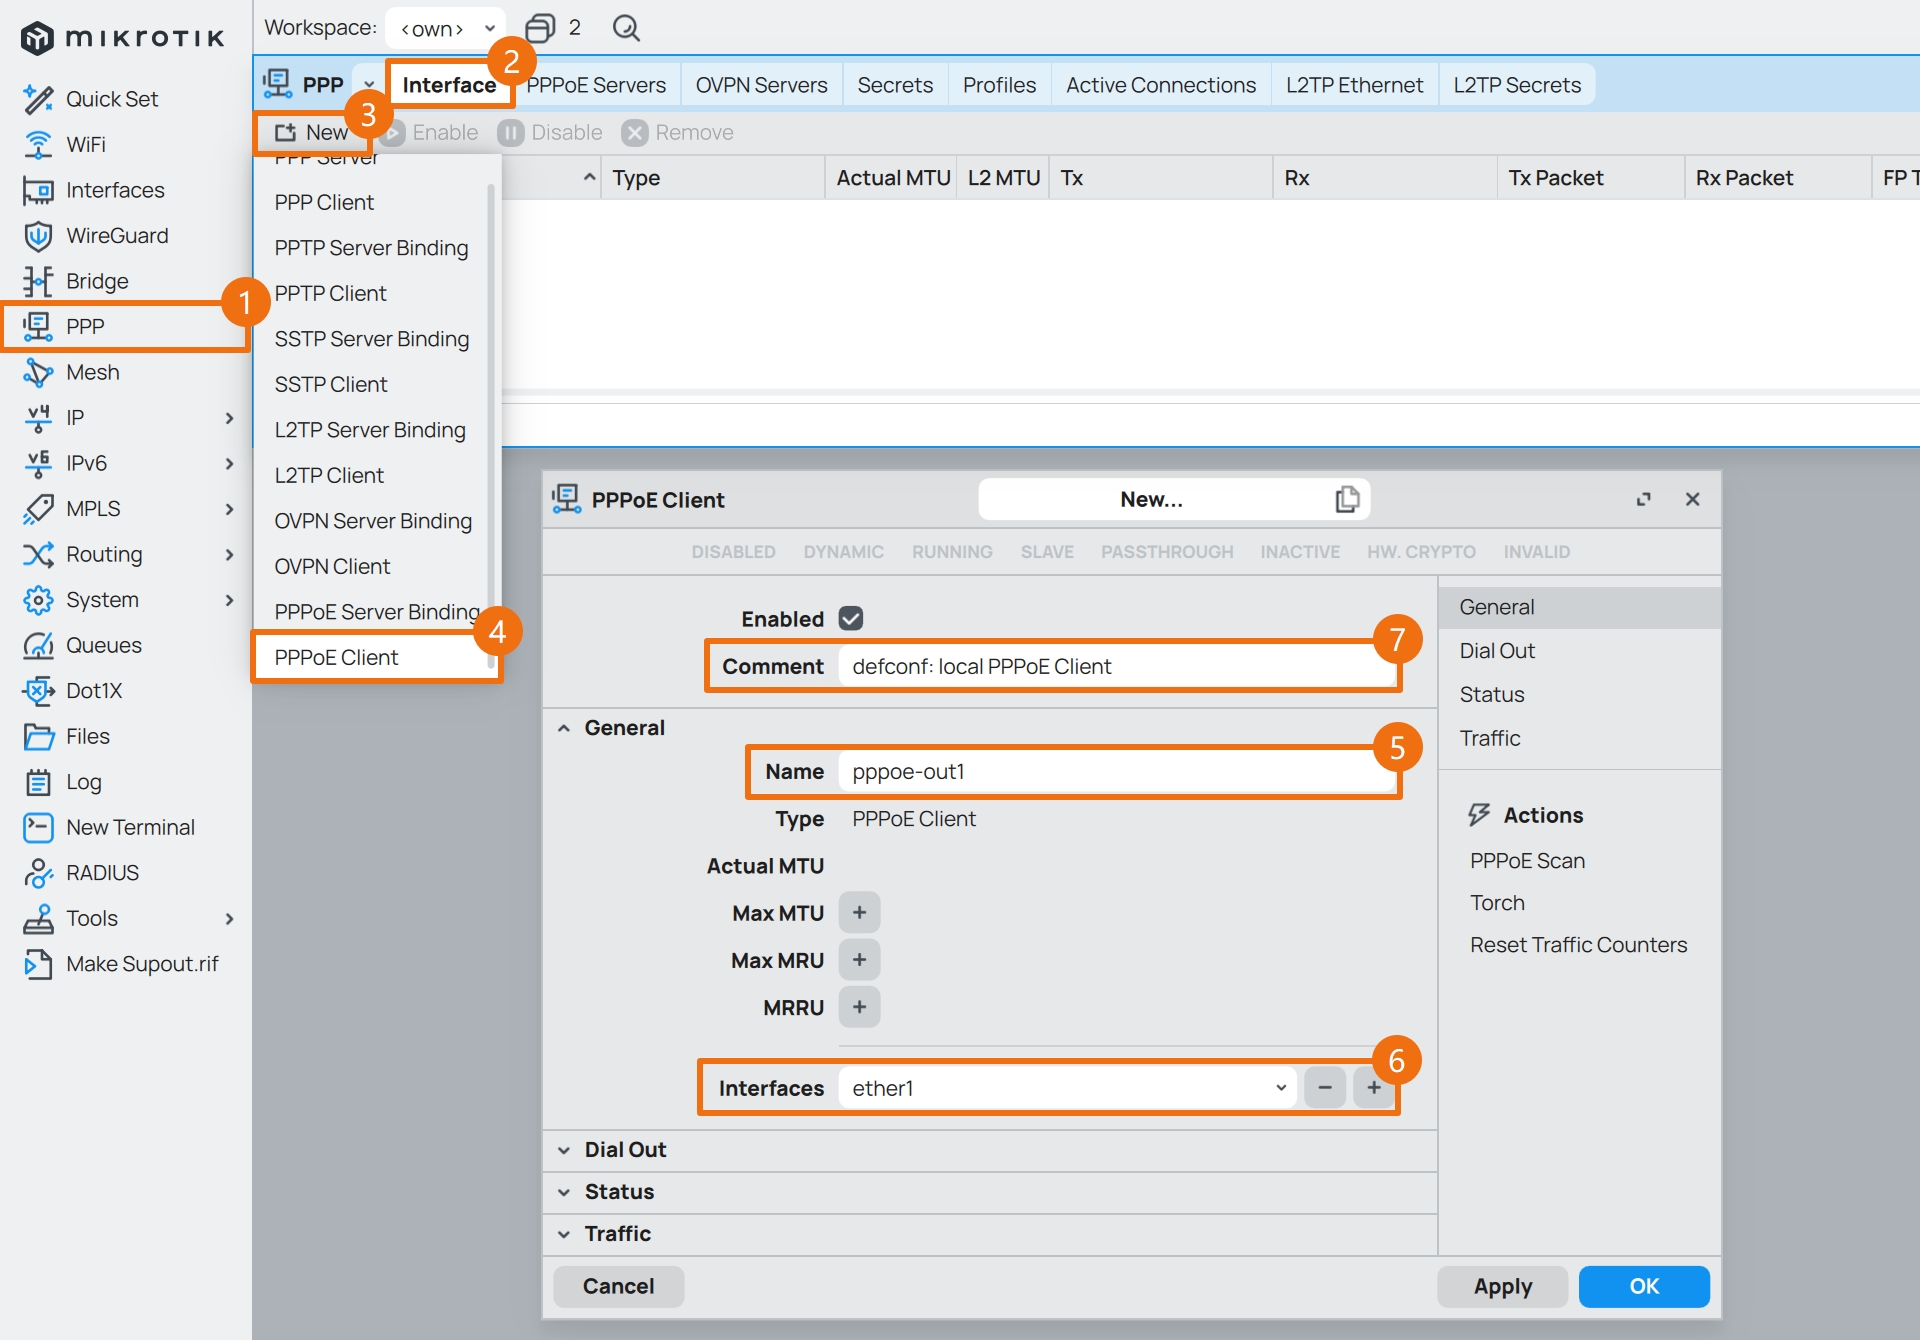 Workspace: <own> 2
mikrotik
PPP Interface 2 PPPoE Servers OVPN Servers Secrets Profiles Active Connections L2TP Ethernet L2TP Secrets
New 3 Enable Disable Remove
Type Actual MTU L2 MTU Tx Rx Tx Packet Rx Packet FP T
Quick Set
WiFi
Interfaces
WireGuard
Bridge
PPP 1
Mesh
IP
IPv6
MPLS
Routing
System
Queues
Dot1X
Files
Log
New Terminal
RADIUS
Tools
Make Supout.rif
PPP Server
PPP Client
PPTP Server Binding
PPTP Client
SSTP Server Binding
SSTP Client
L2TP Server Binding
L2TP Client
OVPN Server Binding
OVPN Client
PPPoE Server Binding
PPPoE Client 4
PPPoE Client New...
DISABLED DYNAMIC RUNNING SLAVE PASSTHROUGH INACTIVE HW. CRYPTO INVALID
Enabled
Comment defconf: local PPPoE Client 7
General
Name pppoe-out1 5
Type PPPoE Client
Actual MTU
Max MTU +
Max MRU +
MRRU +
Interfaces ether1 − + 6
Dial Out
Status
Traffic
General
Dial Out
Status
Traffic
Actions
PPPoE Scan
Torch
Reset Traffic Counters
Cancel Apply OK